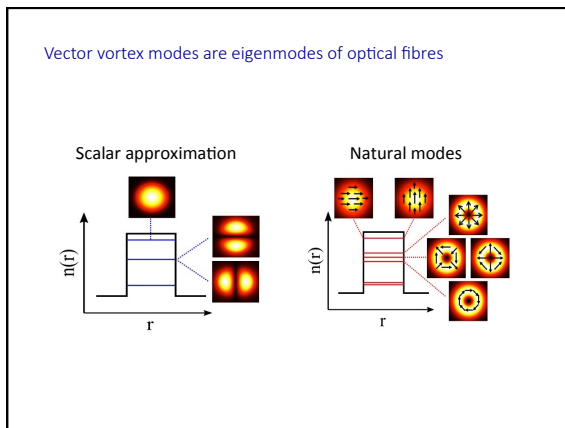 Vector vortex modes are eigenmodes of optical fibres
Scalar approximation
Natural modes
n(r)
r
n(r)
r